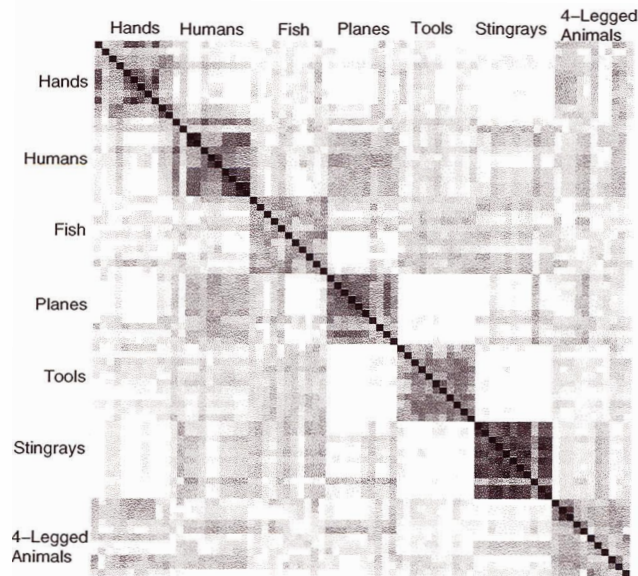 Hands
Humans
Fish
Planes
Tools
Stingrays
4-Legged
Animals
Hands
Humans
Fish
Planes
Tools
Stingrays
4-Legged
Animals